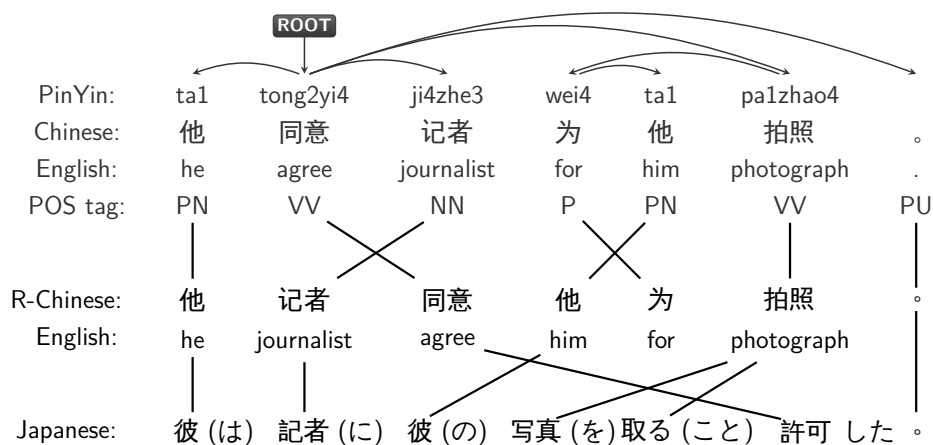 ROOT
PinYin: ta1 tong2yi4 ji4zhe3 wei4 ta1 pa1zhao4
Chinese: 他 同意 记者 为 他 拍照 。
English: he agree journalist for him photograph .
POS tag: PN VV NN P PN VV PU
R-Chinese: 他 记者 同意 他 为 拍照 。
English: he journalist agree him for photograph
Japanese: 彼 (は) 記者 (に) 彼 (の) 写真 (を) 取る (こと) 許可 した 。